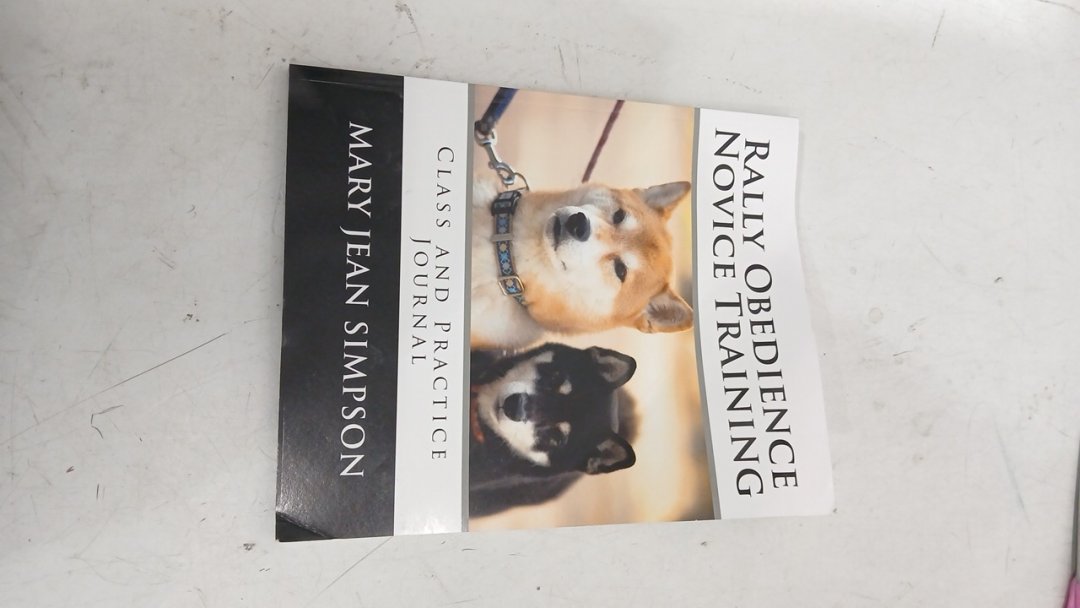 RALLY OBEDIENCE
NOVICE TRAINING
CLASS AND PRACTICE
JOURNAL
MARY JEAN SIMPSON